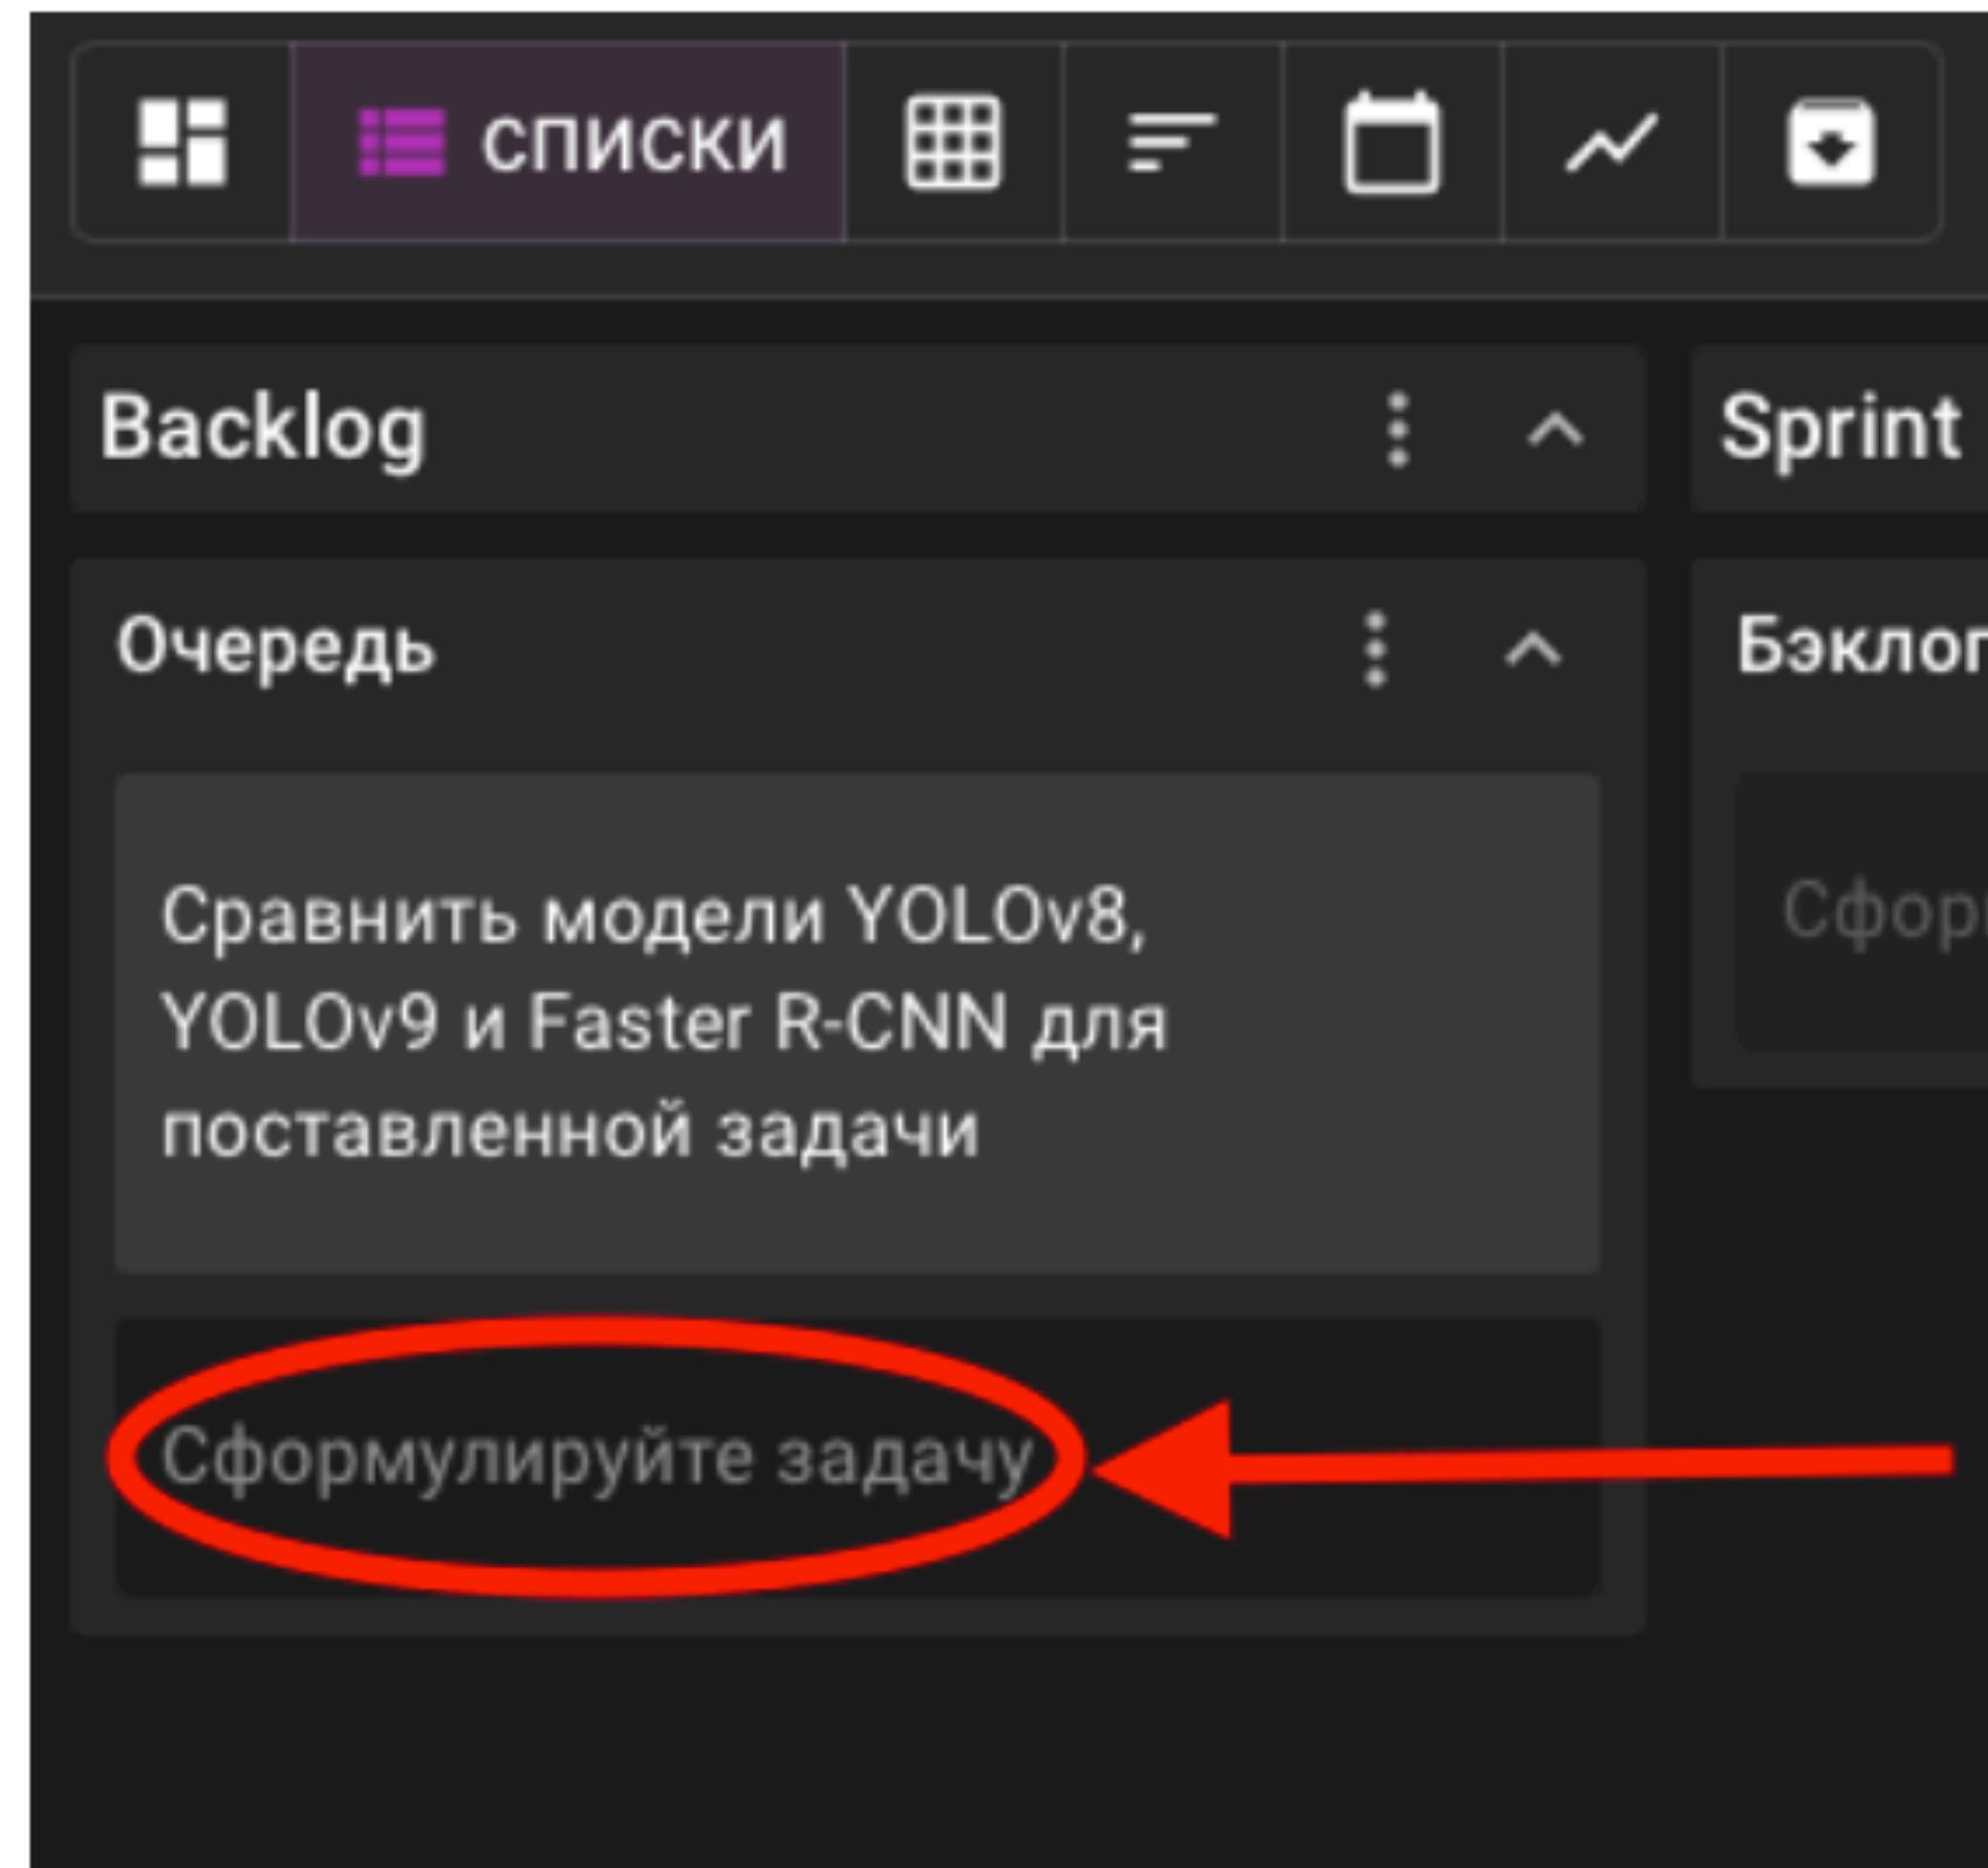 списки
Backlog
Sprint
Очередь
Бэклог
Сравнить модели YOLOv8,
YOLOv9 и Faster R-CNN для
поставленной задачи
Сформулируйте задачу